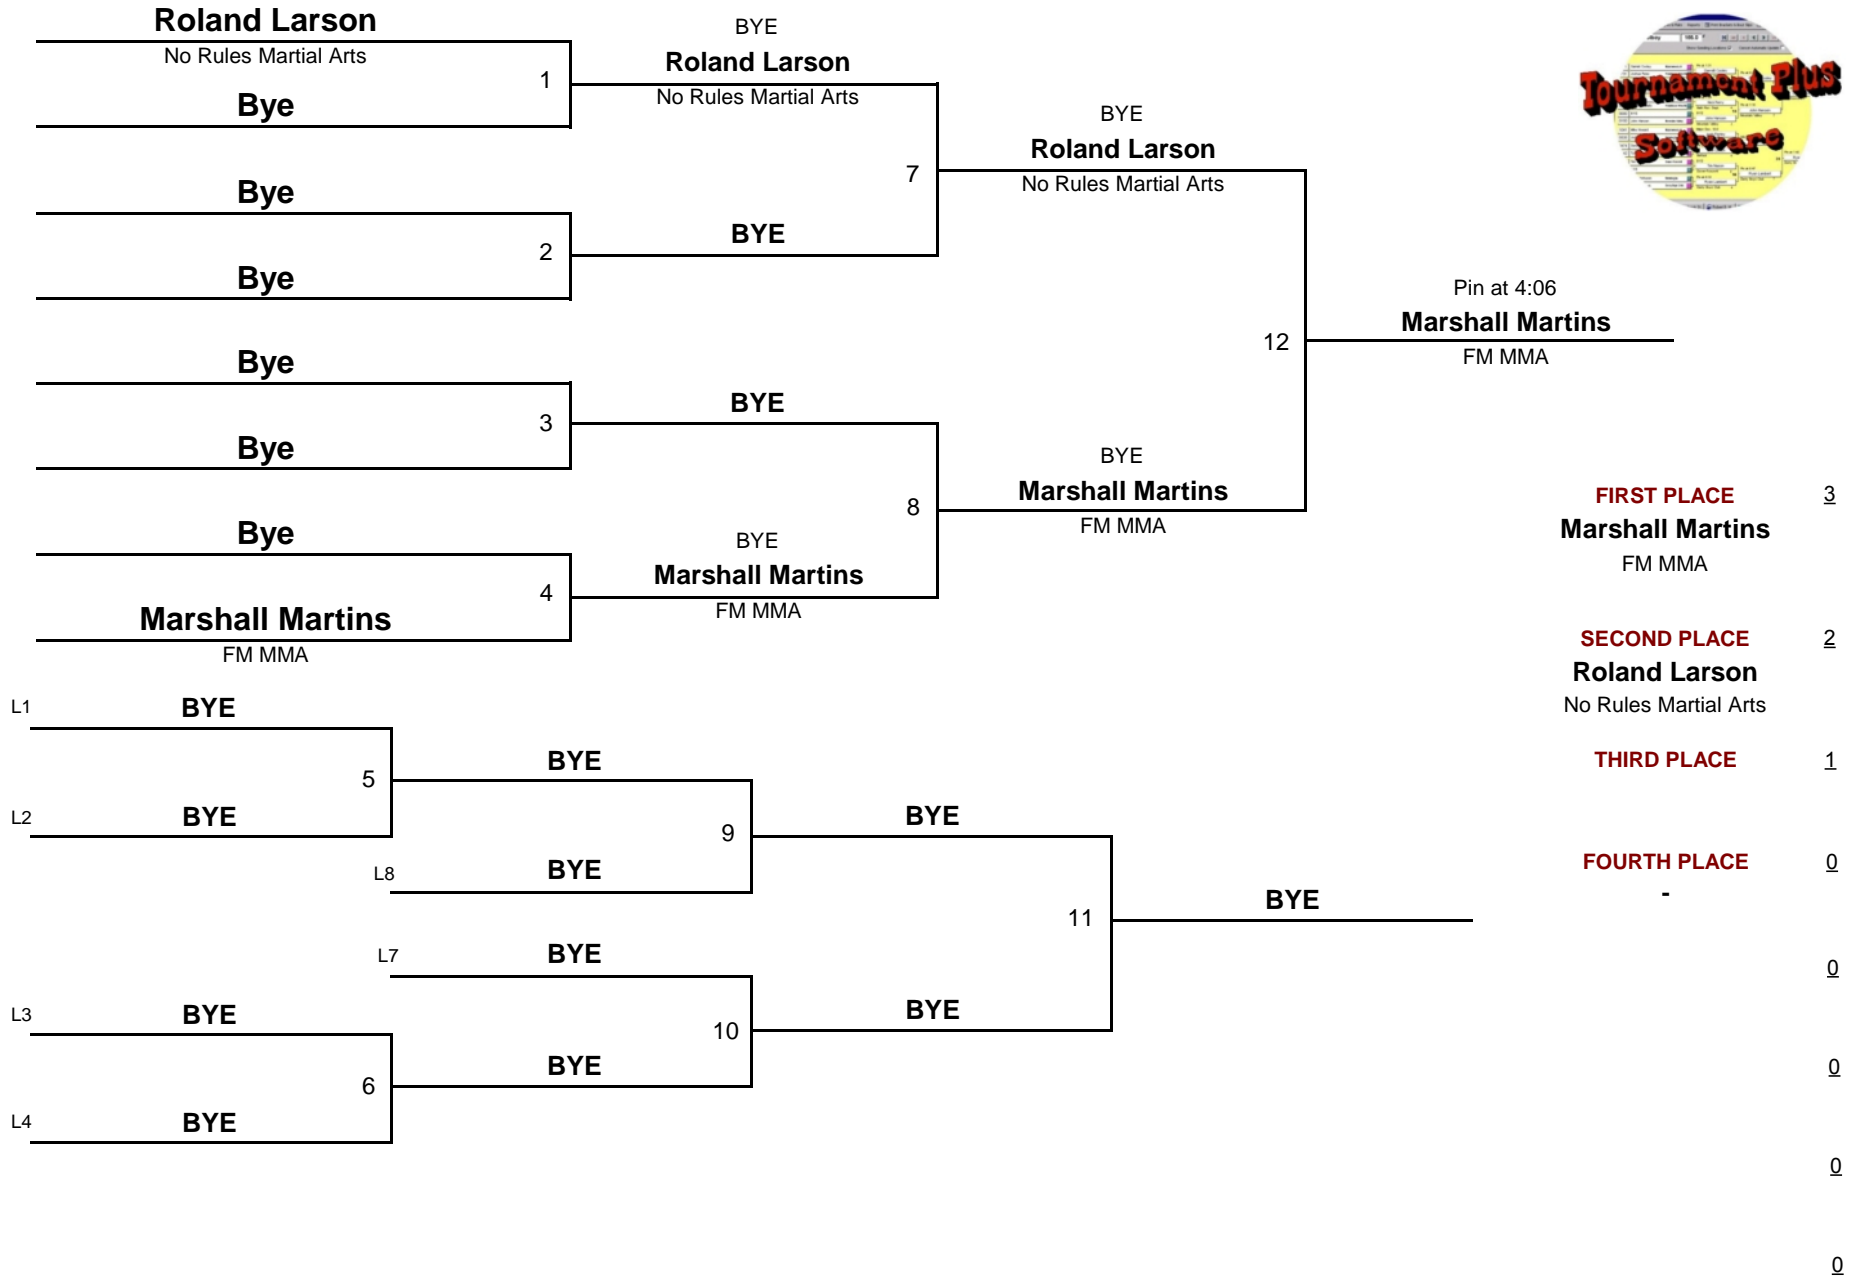 Roland Larson
No Rules Martial Arts
Bye
1
Bye
2
Bye
Bye
3
Bye
Bye
4
Marshall Martins
FM MMA
BYE
Roland Larson
No Rules Martial Arts
7
BYE
BYE
8
BYE
Marshall Martins
FM MMA
BYE
Roland Larson
No Rules Martial Arts
12
BYE
Marshall Martins
FM MMA
Pin at 4:06
Marshall Martins
FM MMA
Tournament Plus
Software
FIRST PLACE 3
Marshall Martins
FM MMA
SECOND PLACE 2
Roland Larson
No Rules Martial Arts
THIRD PLACE 1
FOURTH PLACE 0
-
0
0
0
0
L1 BYE
5
L2 BYE
BYE
9
L8 BYE
L7 BYE
10
L3 BYE
6
L4 BYE
BYE
BYE
11
BYE
BYE